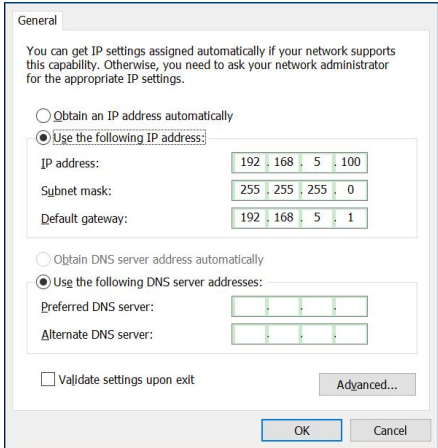 General
You can get IP settings assigned automatically if your network supports
this capability. Otherwise, you need to ask your network administrator
for the appropriate IP settings.
Obtain an IP address automatically
Use the following IP address:
IP address: 192 . 168 . 5 . 100
Subnet mask: 255 . 255 . 255 . 0
Default gateway: 192 . 168 . 5 . 1
Obtain DNS server address automatically
Use the following DNS server addresses:
Preferred DNS server: . . .
Alternate DNS server: . . .
Validate settings upon exit
Advanced...
OK Cancel